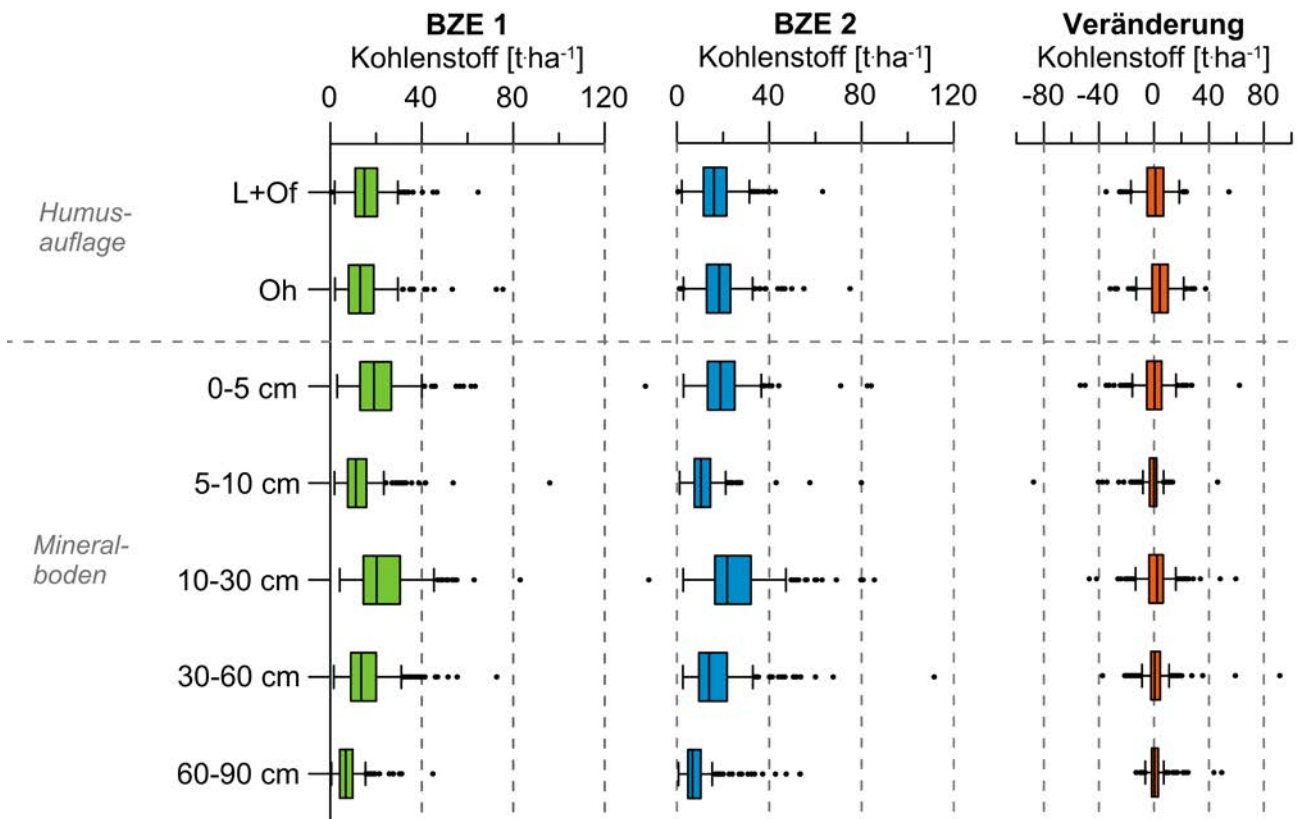 BZE 1
Kohlenstoff [t·ha⁻¹]
0 40 80 120
BZE 2
Kohlenstoff [t·ha⁻¹]
0 40 80 120
Veränderung
Kohlenstoff [t·ha⁻¹]
-80 -40 0 40 80
Humus-
auflage
L+Of
Oh
Mineral-
boden
0-5 cm
5-10 cm
10-30 cm
30-60 cm
60-90 cm